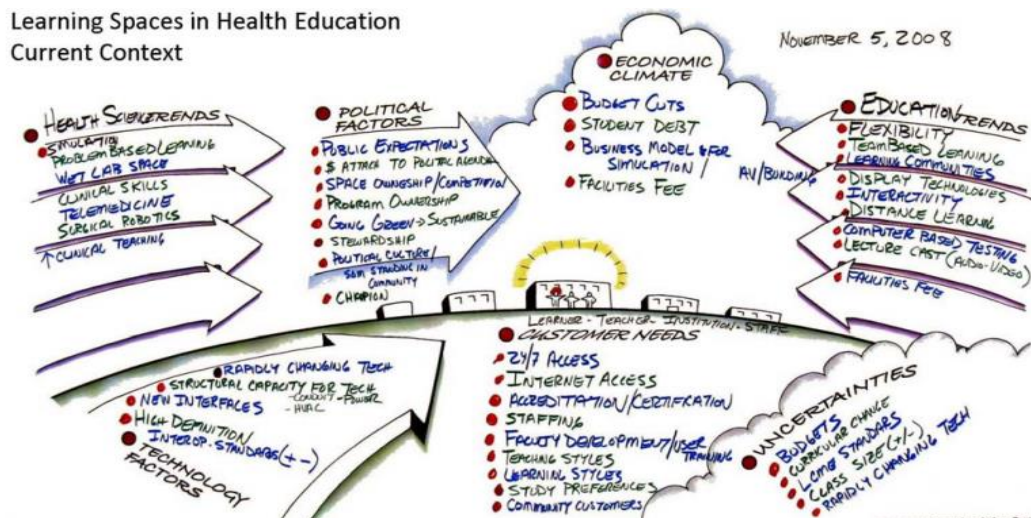 Learning Spaces in Health Education
Current Context
NOVEMBER 5, 2008
HEALTH SCIENCE TRENDS
SIMULATION
PROBLEM BASED LEANING
WET LAB SPACE
CLINICAL SKILLS
TELEMEDICINE
SURGICAL ROBOTICS
↑ CLINICAL TEACHING
POLITICAL
FACTORS
PUBLIC EXPECTATIONS
$ ATTACH TO POLITAL AGENDA
SPACE OWNESHIP/COMPETITION
PROGRAM OWNERSHIP
GOING GREEN → SUSTAINABLE
STEWARDSHIP
POLITICAL CULTURE/
SOM STANDING IN
COMMUNITY
CHAPION
ECONOMIC
CLIMATE
BUDGET CUTS
STUDENT DEBT
BUSINESS MODEL $ FOR
SIMULATION / AV/BUILDING
FACILITIES FEE
EDUCATION TRENDS
FLEXIBILITY
TEAM BASED LEANING
LEARNING COMMUNITIES
DISPLAY TECHNOLOGIES
INTERACTIVITY
DISTANCE LEARNING
COMPUTER BASED TESTING
LECTURE CAST (AUDIO-VIDEO)
FACILITIES FEE
LEARNER - TEACHER - INSTITUTION - STAFF
CUSTOMER NEEDS
24/7 ACCESS
INTERNET ACCESS
ACCREDITATION/CERTIFICATION
STAFFING
FACULTY DEVELOPMENT/USER
TRAINING
TEACHING STYLES
LEARNING STYLES
STUDY PREFERENCES
COMMUNITY CUSTOMERS
RAPIDLY CHANGING TECH
STRUCTURAL CAPACITY FOR TECH
- CONDUIT - POWER
- HVAC
NEW INTERFACES
HIGH DEFINITION
INTEROP. STANDARS (+ -)
TECHNOLOGY
FACTORS
UNCERTAINTIES
BUDGETS
CURRICULAR CHANGE
LCME STANDARS
CLASS SIZE (+/-)
RAPIDLY CHANGING TECH